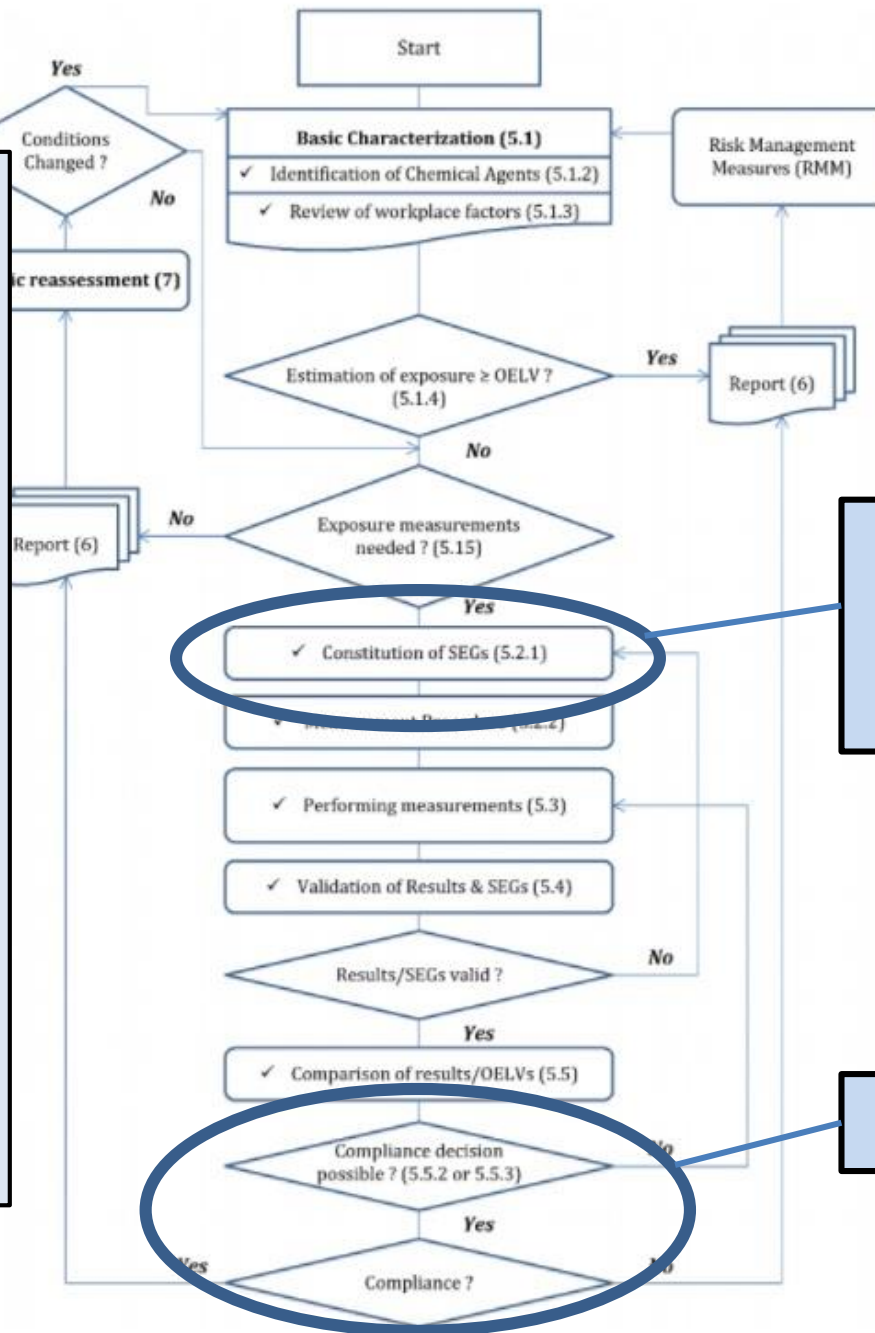 Start
Yes
Conditions
Changed ?
No
Basic Characterization (5.1)
✓ Identification of Chemical Agents (5.1.2)
✓ Review of workplace factors (5.1.3)
Risk Management
Measures (RMM)
ic reassessment (7)
Estimation of exposure ≥ OELV ?
(5.1.4)
Yes
Report (6)
No
Exposure measurements
needed ? (5.15)
No
Report (6)
Yes
✓ Constitution of SEGs (5.2.1)
✓ (5.2.2)
✓ Performing measurements (5.3)
✓ Validation of Results & SEGs (5.4)
Results/SEGs valid ?
No
Yes
✓ Comparison of results/OELVs (5.5)
Compliance decision
possible ? (5.5.2 or 5.5.3)
No
Yes
Compliance ?
Yes
No